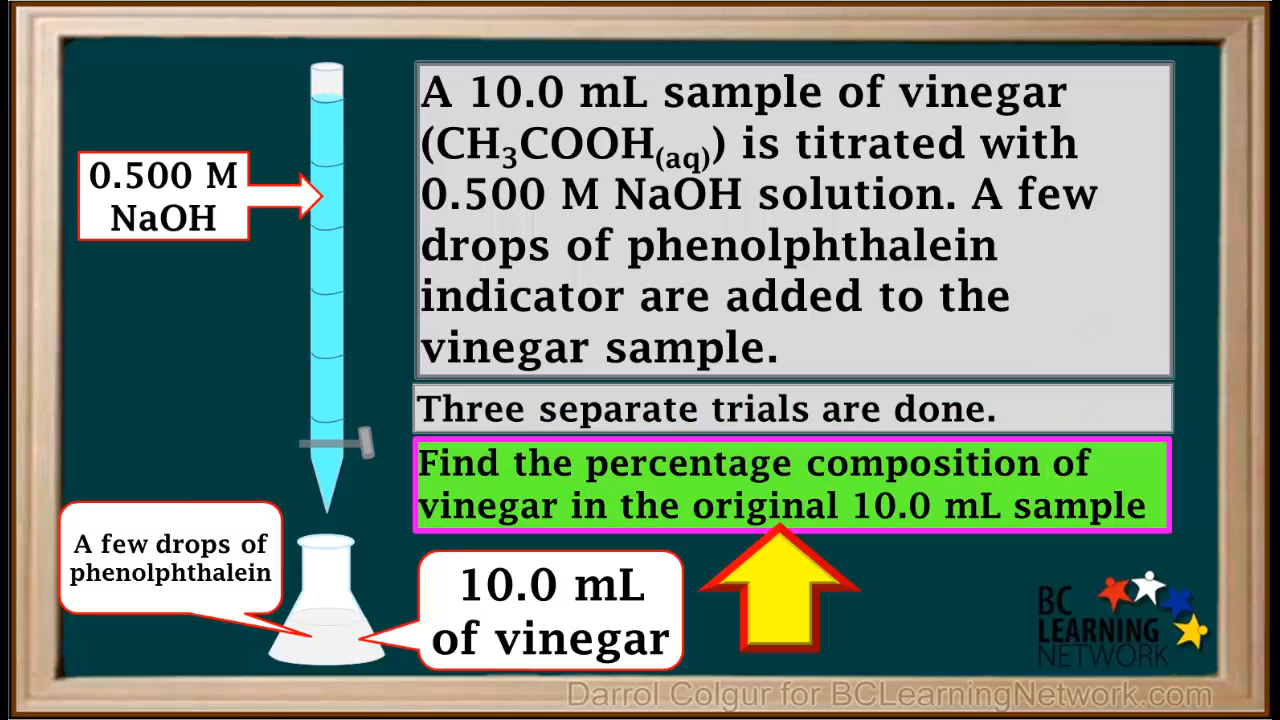 A 10.0 mL sample of vinegar
(CH₃COOH₍aq₎) is titrated with
0.500 M NaOH solution. A few
drops of phenolphthalein
indicator are added to the
vinegar sample.
Three separate trials are done.
Find the percentage composition of
vinegar in the original 10.0 mL sample
0.500 M
NaOH
A few drops of
phenolphthalein
10.0 mL
of vinegar
BC
LEARNING
NETWORK
Darrol Colgur for BCLearningNetwork.com